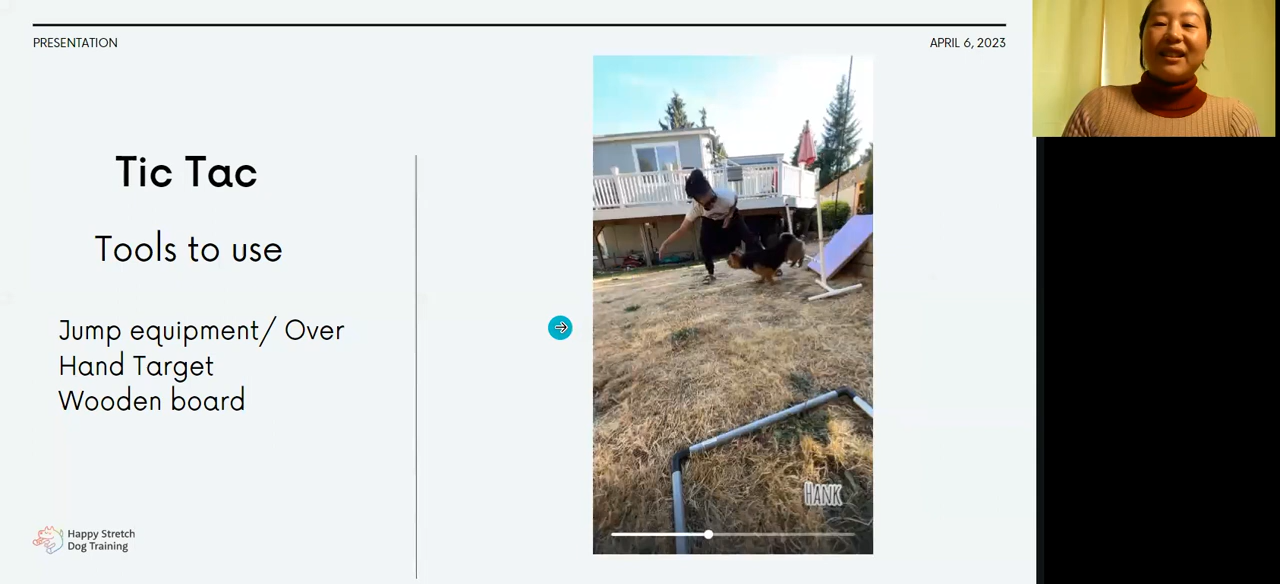 PRESENTATION
APRIL 6, 2023
Tic Tac
Tools to use
Jump equipment/ Over
Hand Target
Wooden board
HANK
Happy Stretch
Dog Training